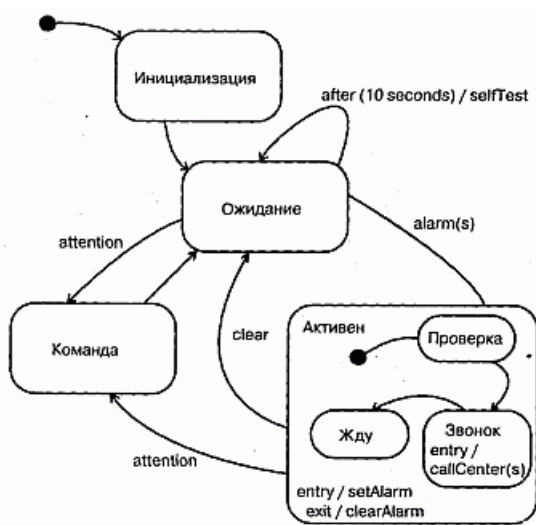 Инициализация
after (10 seconds) / selfTest
Ожидание
attention
alarm(s)
Команда
clear
Активен
Проверка
Жду
Звонок
entry /
callCenter(s)
attention
entry / setAlarm
exit / clearAlarm